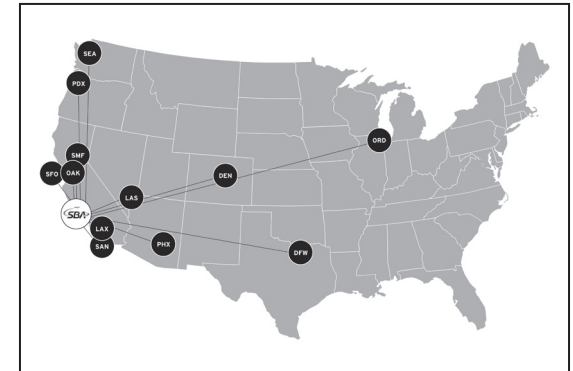 SEA
PDX
ORD
SMF
SFO
OAK
DEN
LAS
SBA
LAX
SAN
PHX
DFW